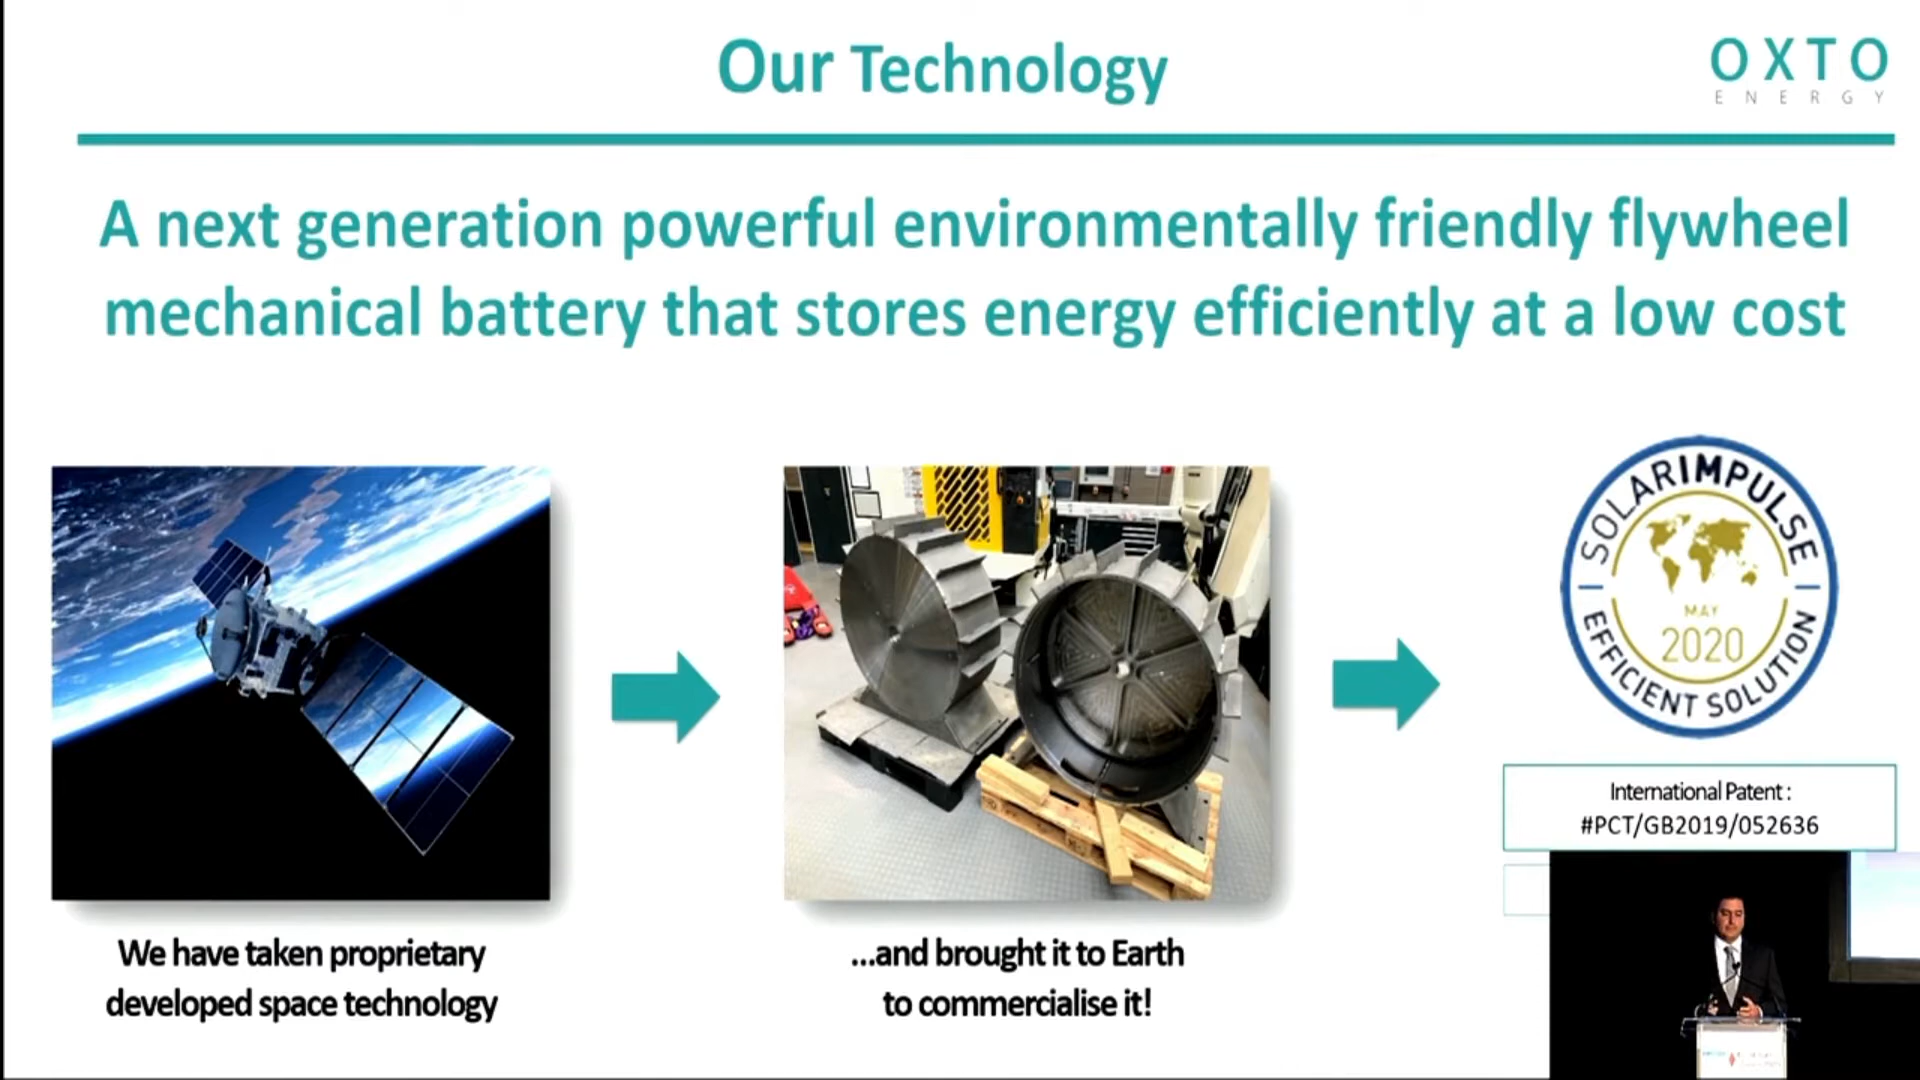 Our Technology
OXTO
ENERGY
A next generation powerful environmentally friendly flywheel
mechanical battery that stores energy efficiently at a low cost
SOLARIMPULSE
MAY
2020
EFFICIENT SOLUTION
International Patent :
#PCT/GB2019/052636
We have taken proprietary
developed space technology
...and brought it to Earth
to commercialise it!